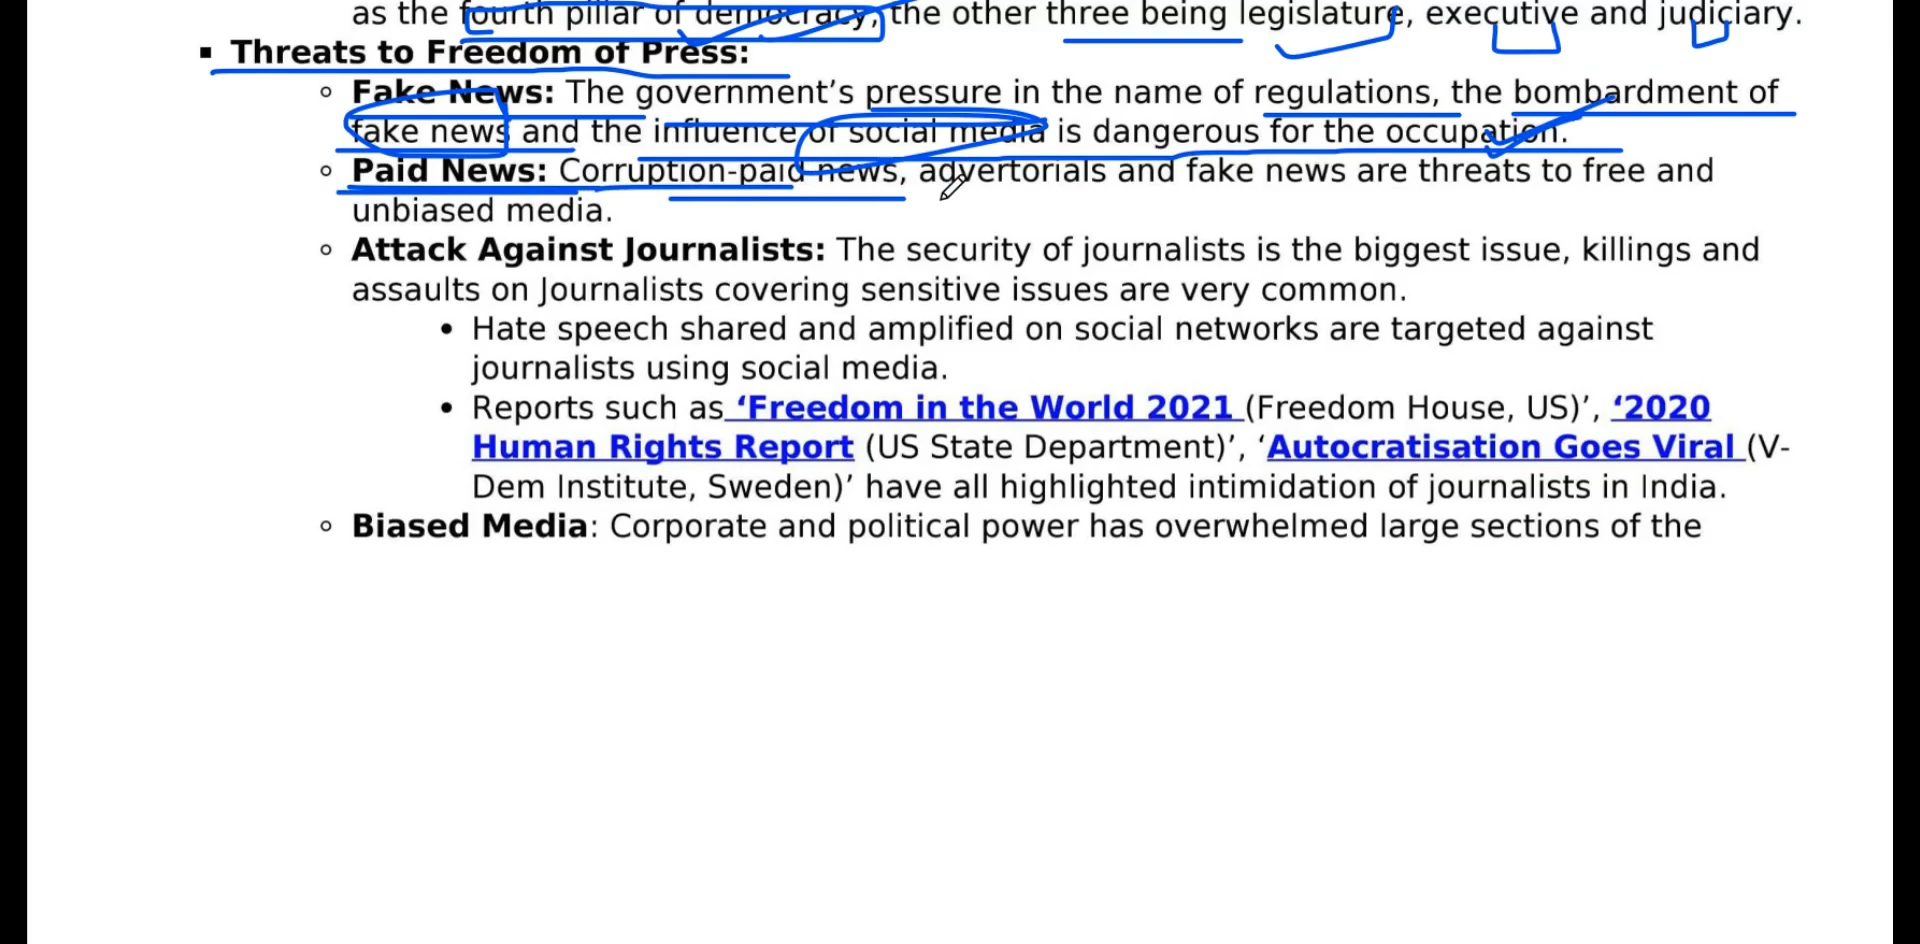 as the fourth pillar of democracy, the other three being legislature, executive and judiciary.
▪ Threats to Freedom of Press:
◦ Fake News: The government’s pressure in the name of regulations, the bombardment of
fake news and the influence of social media is dangerous for the occupation.
◦ Paid News: Corruption-paid news, advertorials and fake news are threats to free and
unbiased media.
◦ Attack Against Journalists: The security of journalists is the biggest issue, killings and
assaults on Journalists covering sensitive issues are very common.
• Hate speech shared and amplified on social networks are targeted against
journalists using social media.
• Reports such as ‘Freedom in the World 2021 (Freedom House, US)’, ‘2020
Human Rights Report (US State Department)’, ‘Autocratisation Goes Viral (V-
Dem Institute, Sweden)’ have all highlighted intimidation of journalists in India.
◦ Biased Media: Corporate and political power has overwhelmed large sections of the